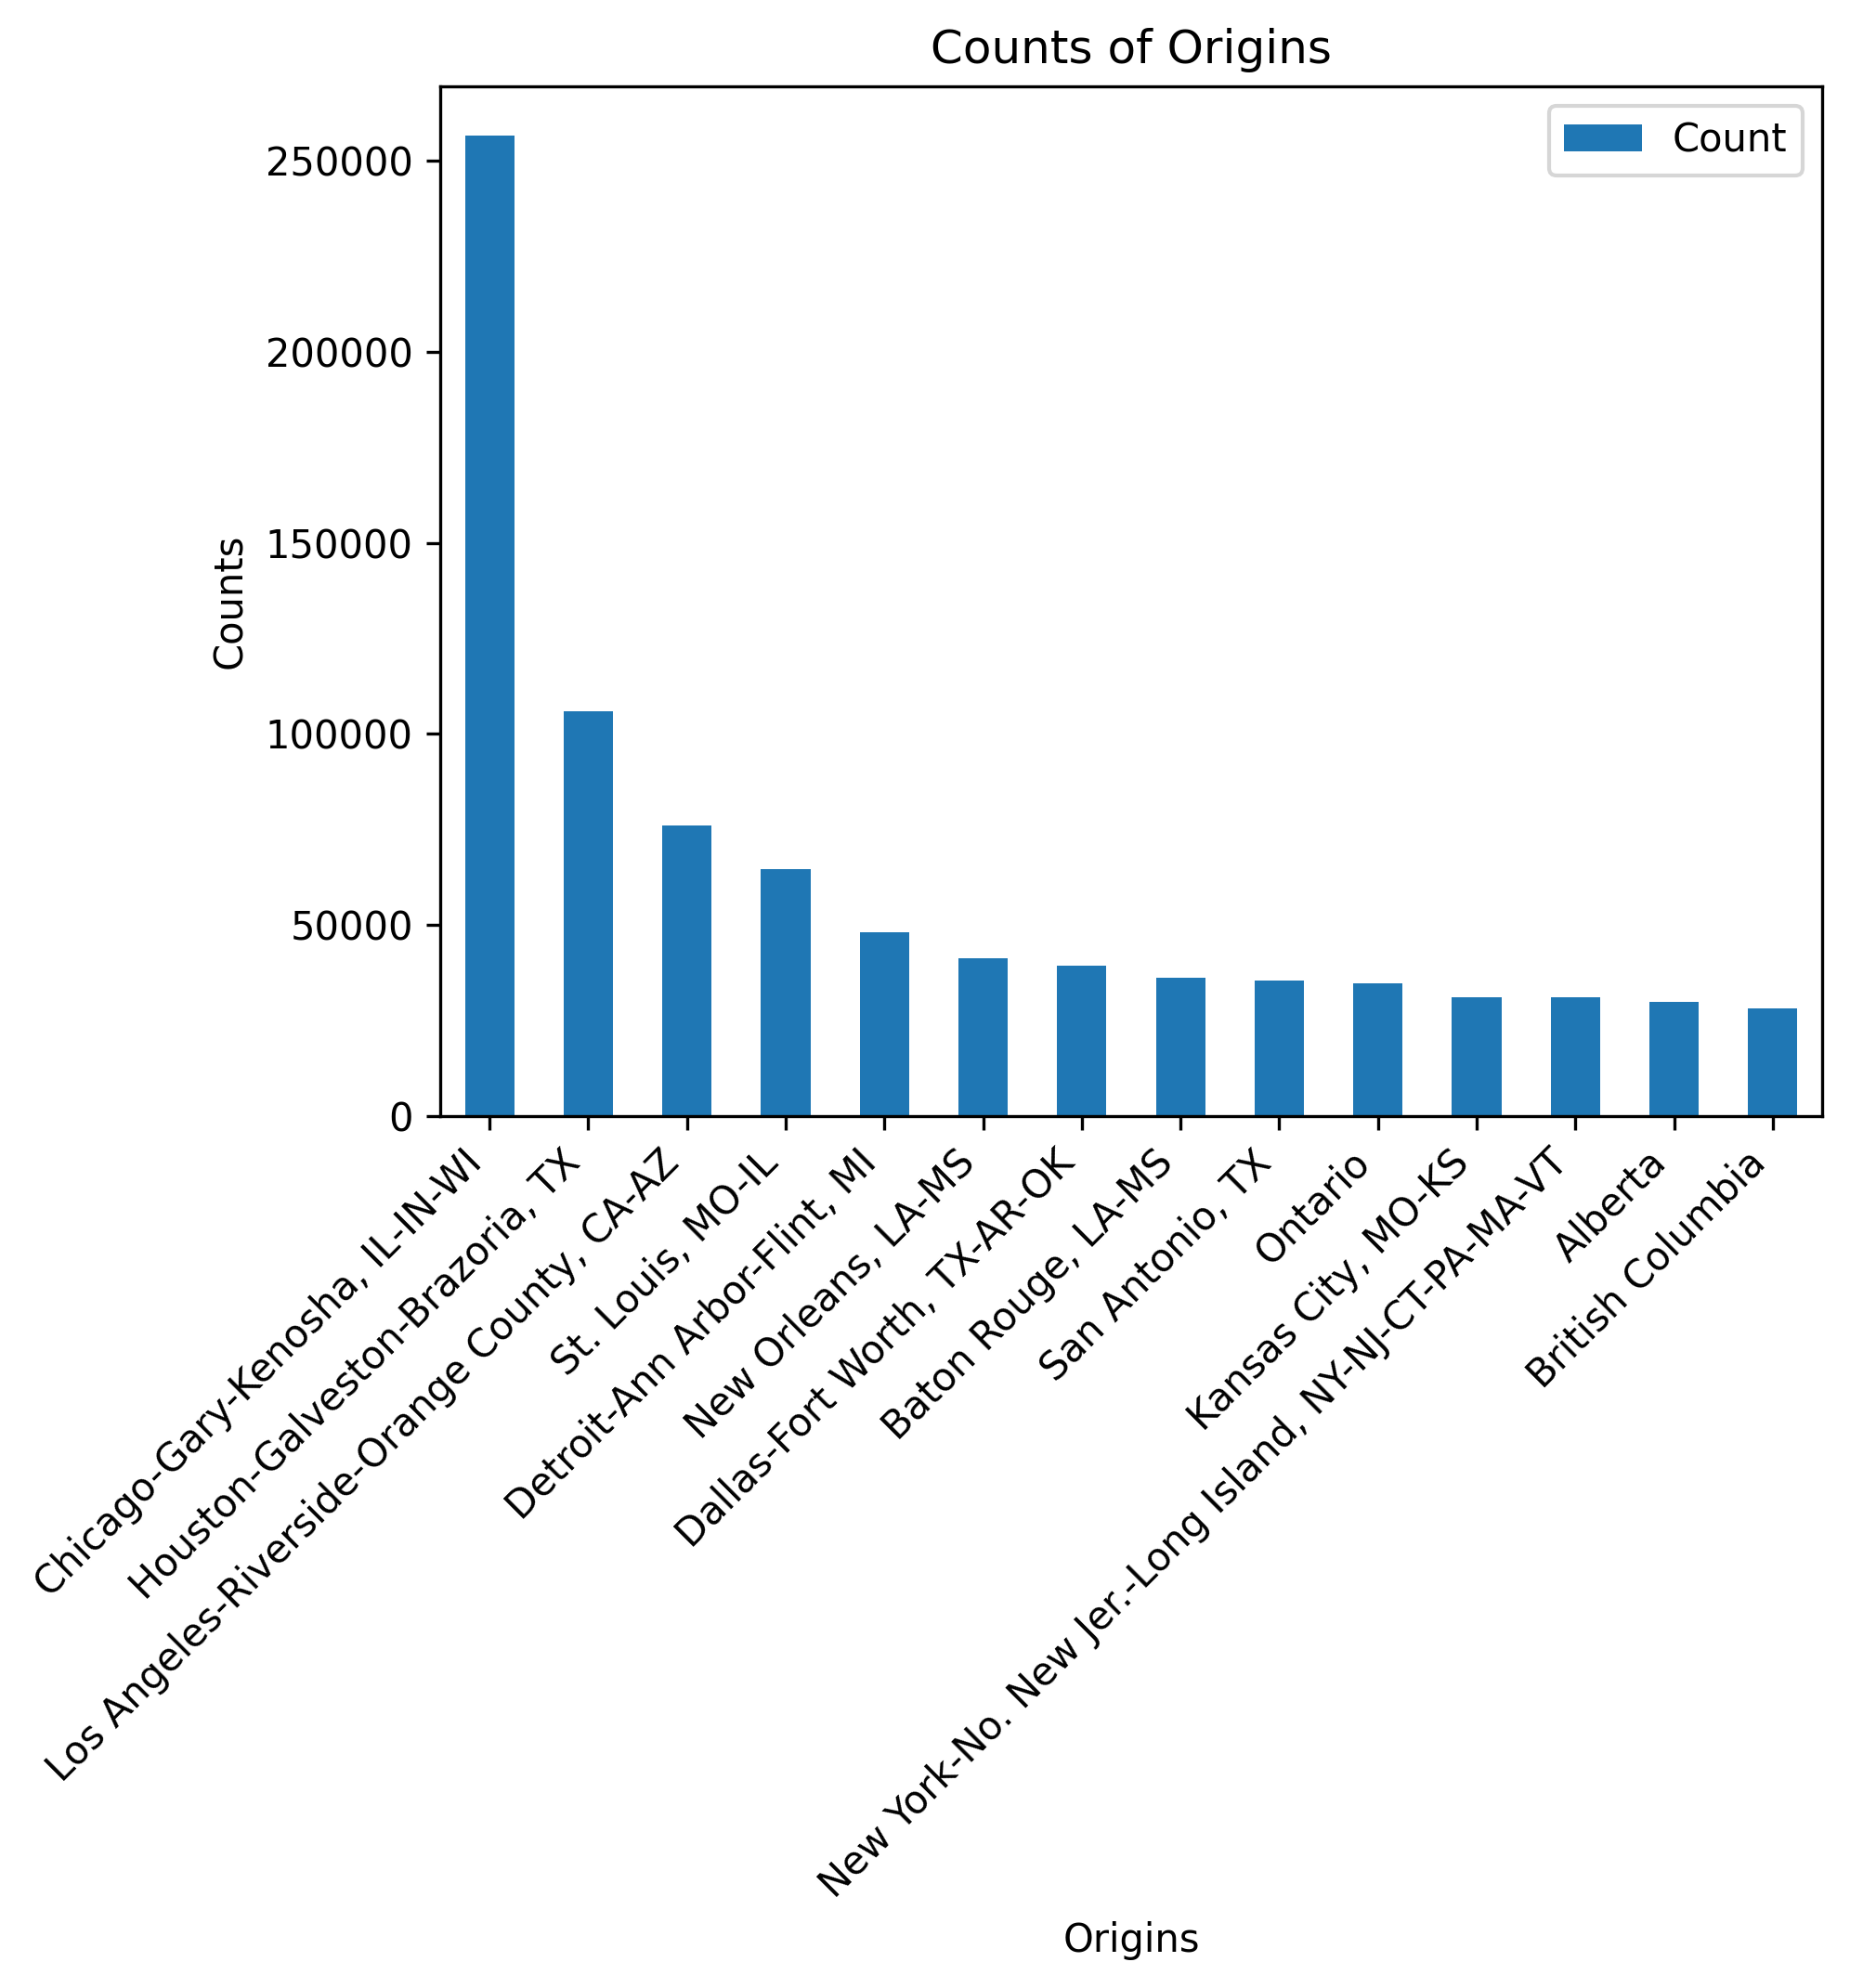 Counts of Origins
Count
Counts
250000
200000
150000
100000
50000
0
Chicago-Gary-Kenosha, IL-IN-WI
Houston-Galveston-Brazoria, TX
Los Angeles-Riverside-Orange County, CA-AZ
St. Louis, MO-IL
Detroit-Ann Arbor-Flint, MI
New Orleans, LA-MS
Dallas-Fort Worth, TX-AR-OK
Baton Rouge, LA-MS
San Antonio, TX
Ontario
Kansas City, MO-KS
New York-No. New Jer.-Long Island, NY-NJ-CT-PA-MA-VT
Alberta
British Columbia
Origins